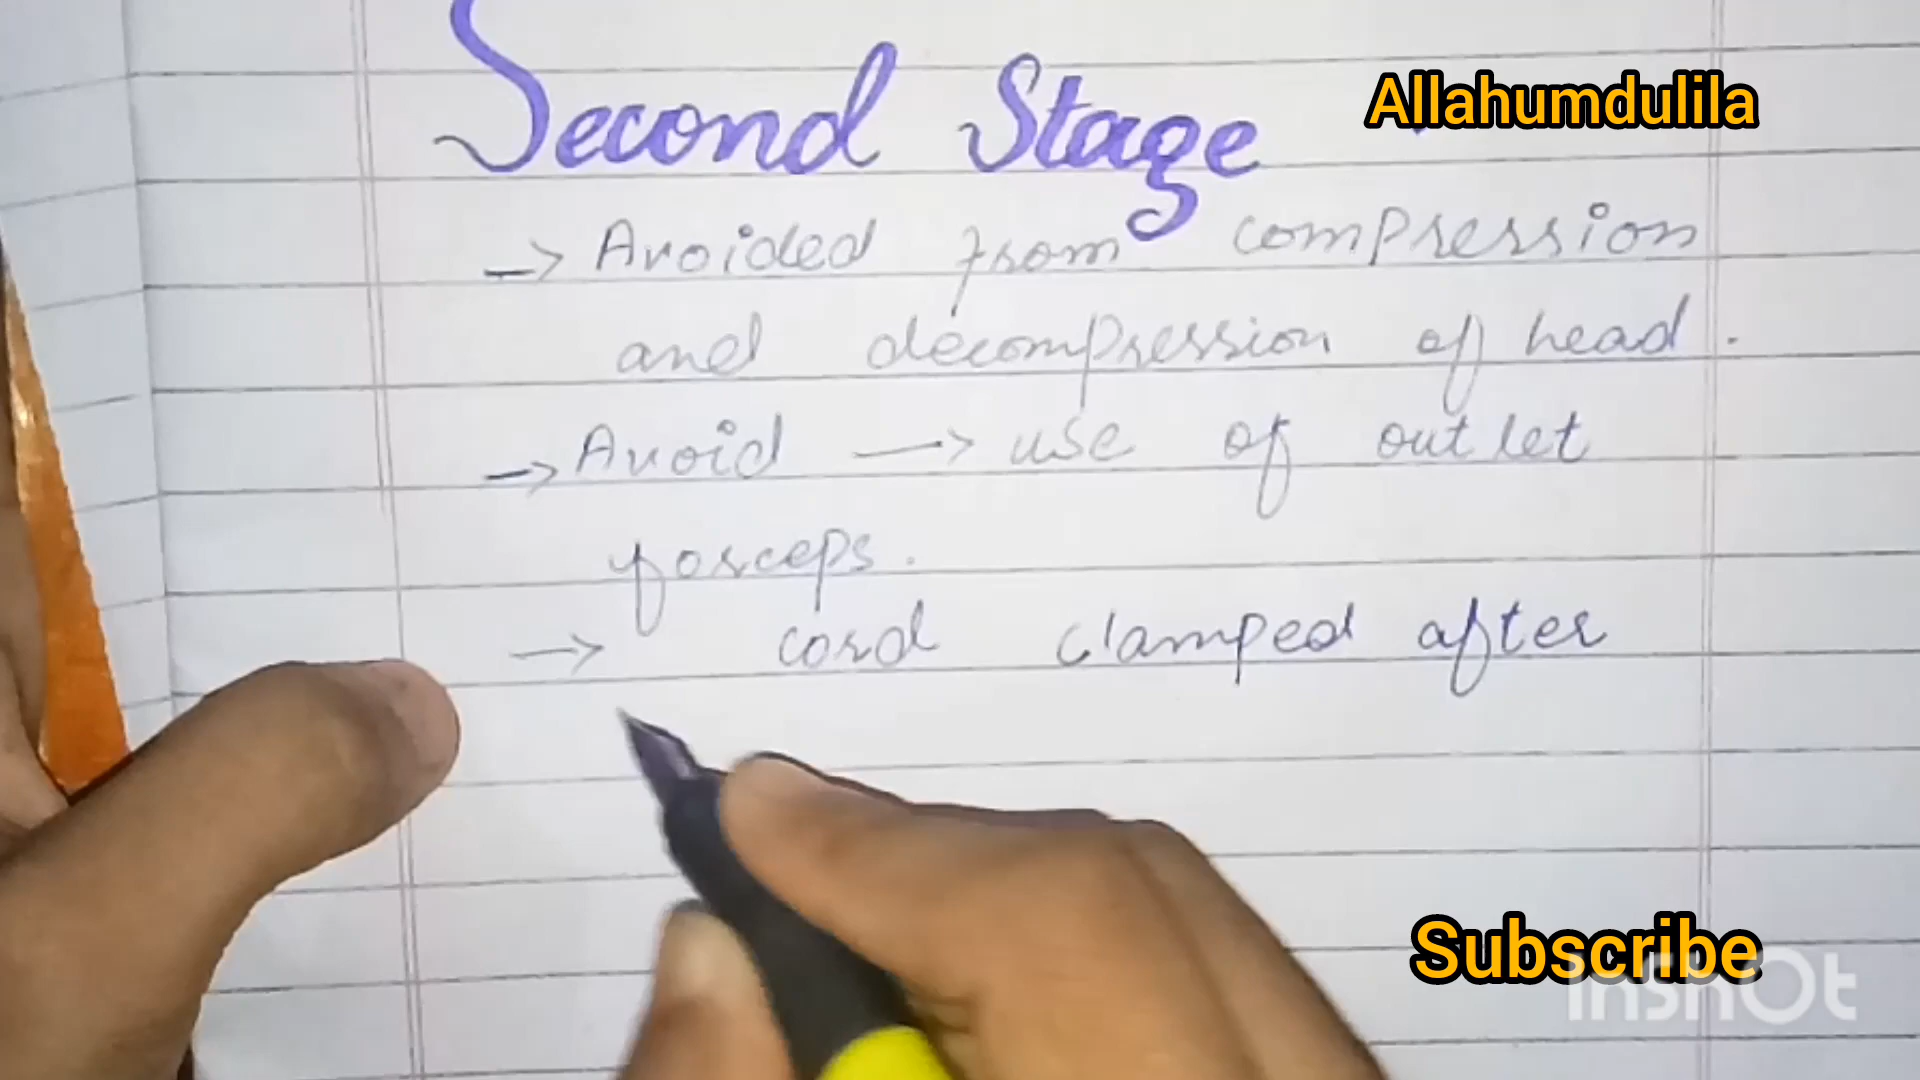 Second Stage
Allahumdulila
→ Avoided from compression
and decompression of head.
→ Avoid → use of outlet
forceps.
→ cord clamped after
Subscribe
InShOt